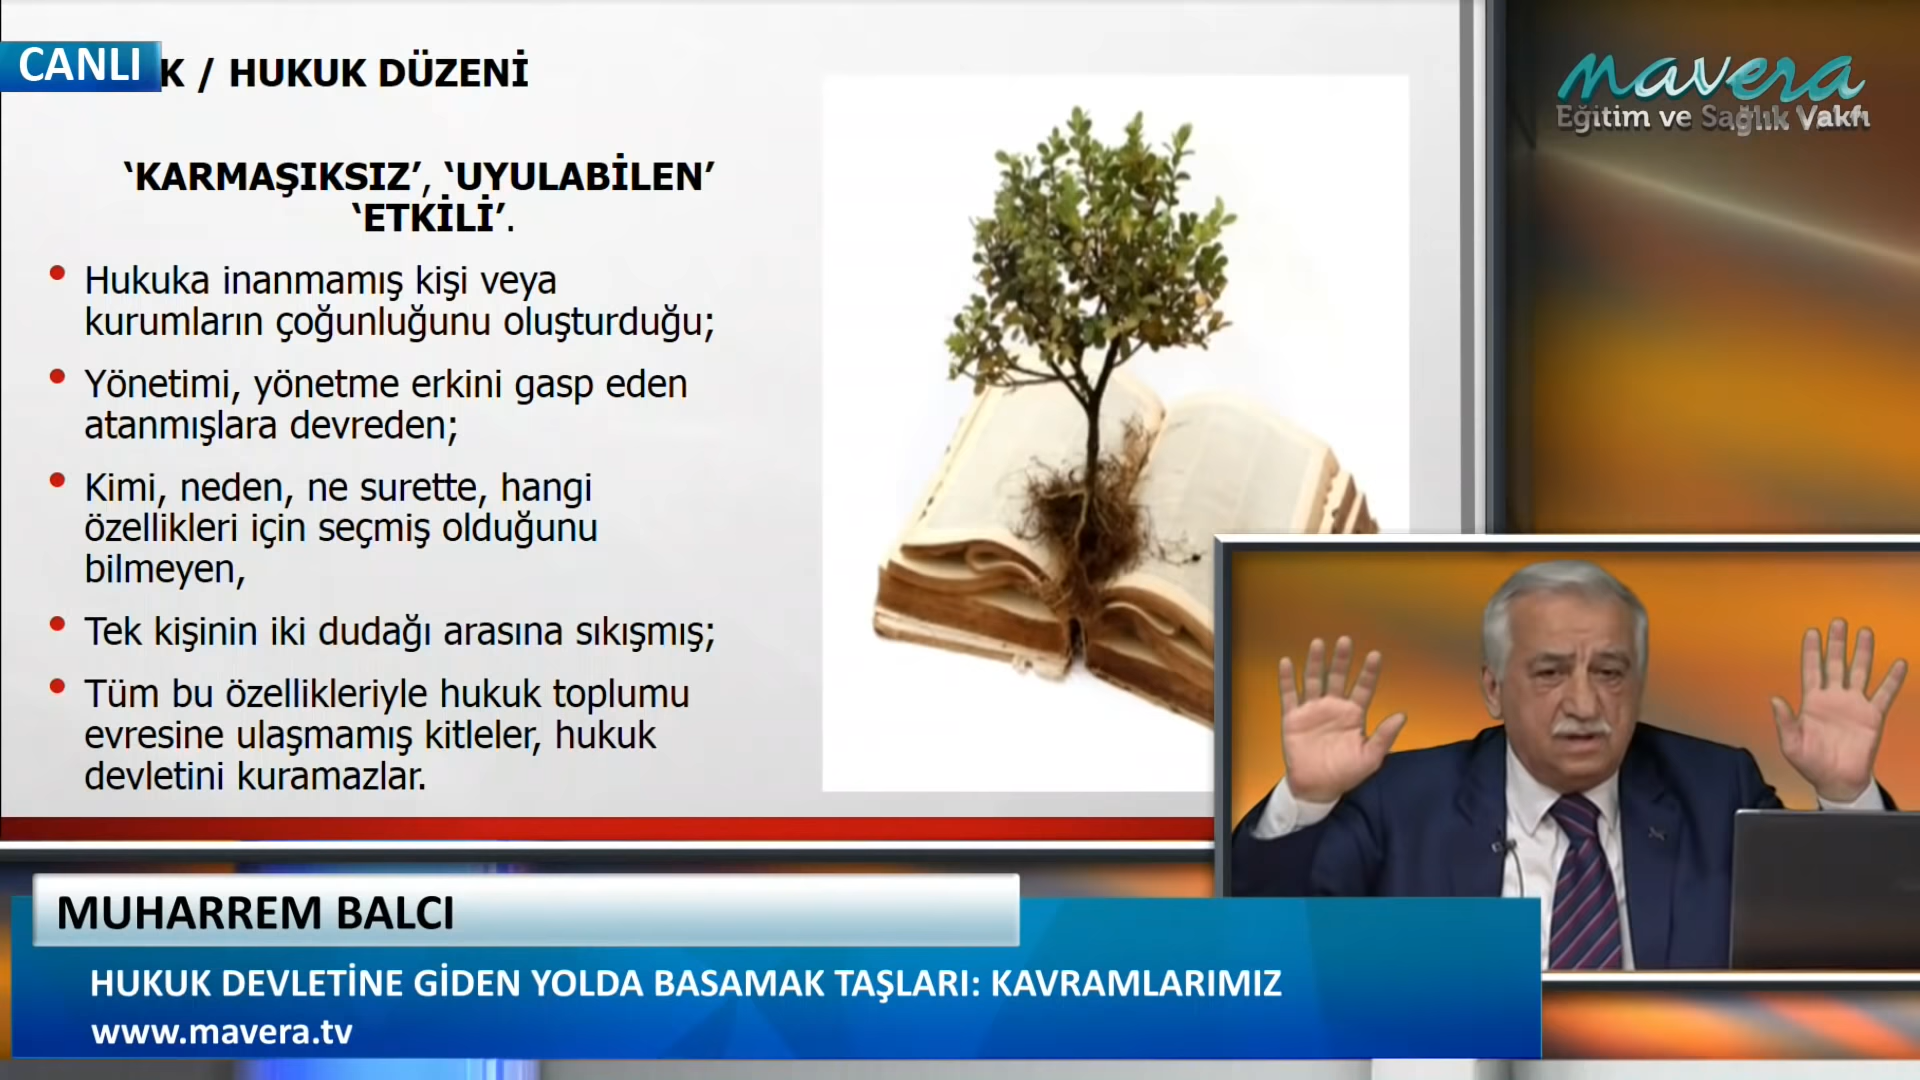 CANLI
K / HUKUK DÜZENİ
‘KARMAŞIKSIZ’, ‘UYULABİLEN’
‘ETKİLİ’.
• Hukuka inanmamış kişi veya
kurumların çoğunluğunu oluşturduğu;
• Yönetimi, yönetme erkini gasp eden
atanmışlara devreden;
• Kimi, neden, ne surette, hangi
özellikleri için seçmiş olduğunu
bilmeyen,
• Tek kişinin iki dudağı arasına sıkışmış;
• Tüm bu özellikleriyle hukuk toplumu
evresine ulaşmamış kitleler, hukuk
devletini kuramazlar.
mavera
Eğitim ve Sağlık Vakfı
MUHARREM BALCI
HUKUK DEVLETİNE GİDEN YOLDA BASAMAK TAŞLARI: KAVRAMLARIMIZ
www.mavera.tv